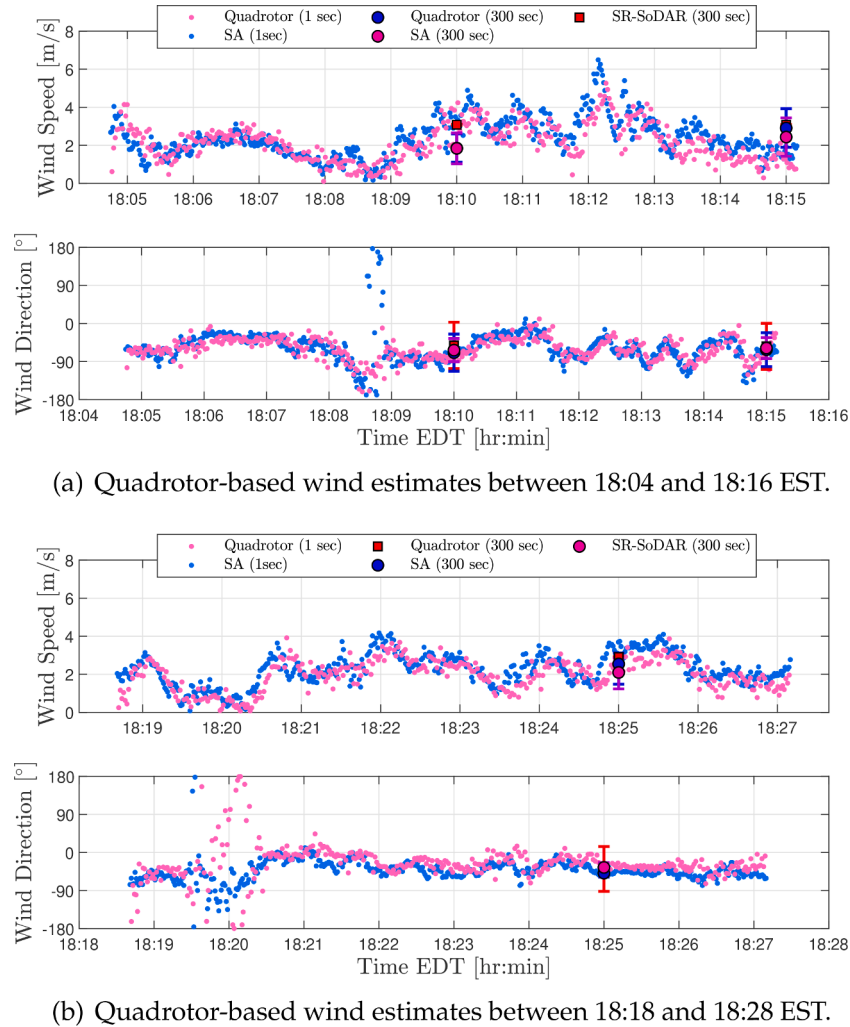 Quadrotor (1 sec) Quadrotor (300 sec) SR-SoDAR (300 sec)
SA (1sec) SA (300 sec)
Wind Speed [m/s]
8
6
4
2
0
18:05 18:06 18:07 18:08 18:09 18:10 18:10 18:12 18:13 18:14 18:15
Wind Direction [°]
180
90
0
-90
-180
18:04 18:05 18:06 18:07 18:08 18:09 18:10 18:11 18:12 18:13 18:14 18:15 18:16
Time EDT [hr:min]
(a) Quadrotor-based wind estimates between 18:04 and 18:16 EST.
Quadrotor (1 sec) Quadrotor (300 sec) SR-SoDAR (300 sec)
SA (1sec) SA (300 sec)
Wind Speed [m/s]
8
6
4
2
0
18:19 18:20 18:21 18:22 18:23 18:24 18:25 18:26 18:27
Wind Direction [°]
180
90
0
-90
-180
18:18 18:19 18:20 18:21 18:22 18:23 18:24 18:25 18:26 18:27 18:28
Time EDT [hr:min]
(b) Quadrotor-based wind estimates between 18:18 and 18:28 EST.